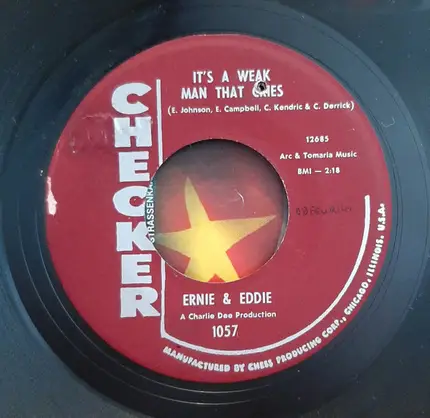 IT'S A WEAK
MAN THAT CRIES
(E. Johnson, E. Campbell, C. Kendric & C. Derrick)
CHECKER
12685
Arc & Tomaria Music
BMI — 2:18
STRASSENK
ERNIE & EDDIE
A Charlie Dee Production
1057
MANUFACTURED BY CHESS PRODUCING CORP., CHICAGO, ILLINOIS, U.S.A.